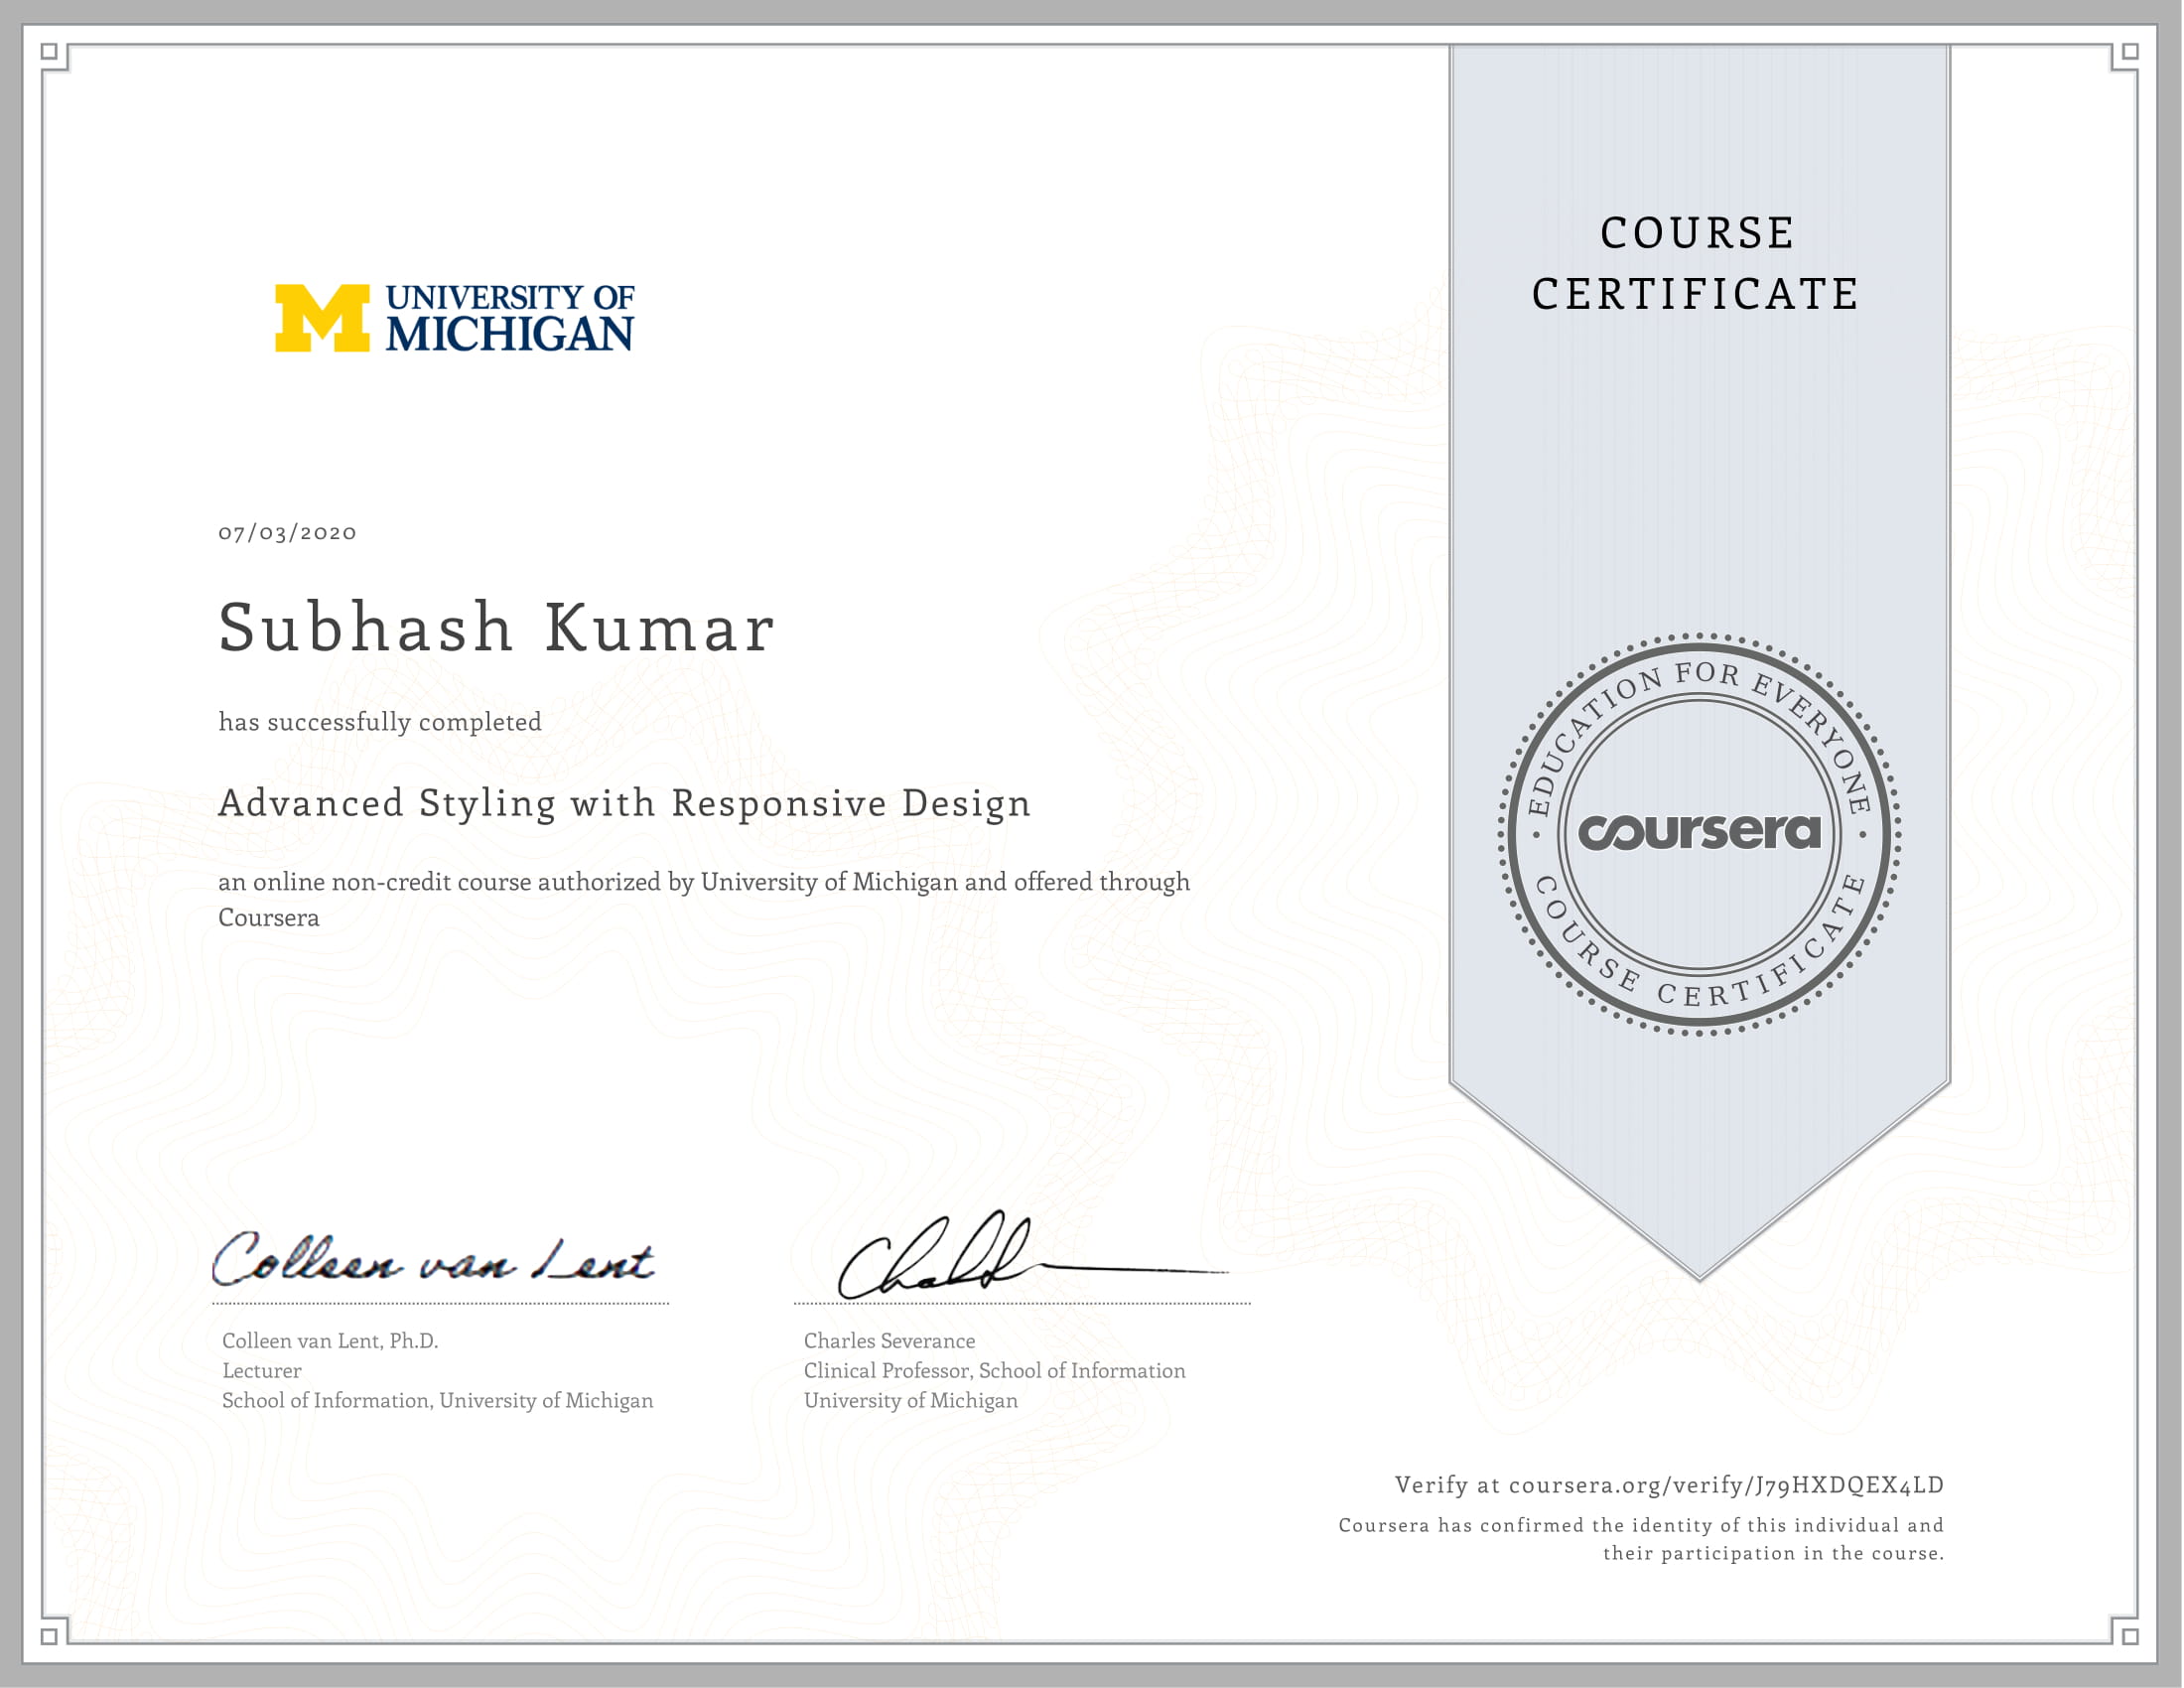 COURSE
CERTIFICATE
M UNIVERSITY OF
MICHIGAN
07/03/2020
Subhash Kumar
has successfully completed
Advanced Styling with Responsive Design
an online non-credit course authorized by University of Michigan and offered through
Coursera
EDUCATION FOR EVERYONE
coursera
COURSE CERTIFICATE
Colleen van Lent
Colleen van Lent, Ph.D.
Lecturer
School of Information, University of Michigan
Charles Severance
Clinical Professor, School of Information
University of Michigan
Verify at coursera.org/verify/J79HXDQEX4LD
Coursera has confirmed the identity of this individual and
their participation in the course.